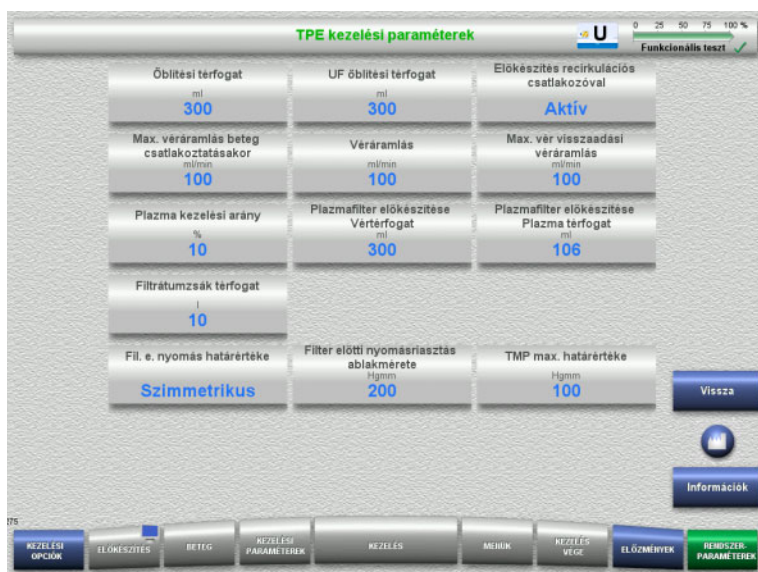 TPE kezelési paraméterek
U
0 25 50 75 100 %
Funkcionális teszt
Öblítési térfogat
ml
300
UF öblítési térfogat
ml
300
Előkészítés recirkulációs
csatlakozóval
Aktív
Max. véráramlás beteg
csatlakoztatásakor
ml/min
100
Véráramlás
ml/min
100
Max. vér visszaadási
véráramlás
ml/min
100
Plazma kezelési arány
%
10
Plazmafilter előkészítése
Vértérfogat
ml
300
Plazmafilter előkészítése
Plazma térfogat
ml
106
Filtrátumzsák térfogat
l
10
Fil. e. nyomás határértéke
Szimmetrikus
Filter előtti nyomásriasztás
ablakmérete
Hgmm
200
TMP max. határértéke
Hgmm
100
Vissza
Információk
275
KEZELÉSI
OPCIÓK
ELŐKÉSZÍTÉS
BETEG
KEZELÉSI
PARAMÉTEREK
KEZELÉS
MENÜK
KEZELÉS
VÉGE
ELŐZMÉNYEK
RENDSZER-
PARAMÉTEREK